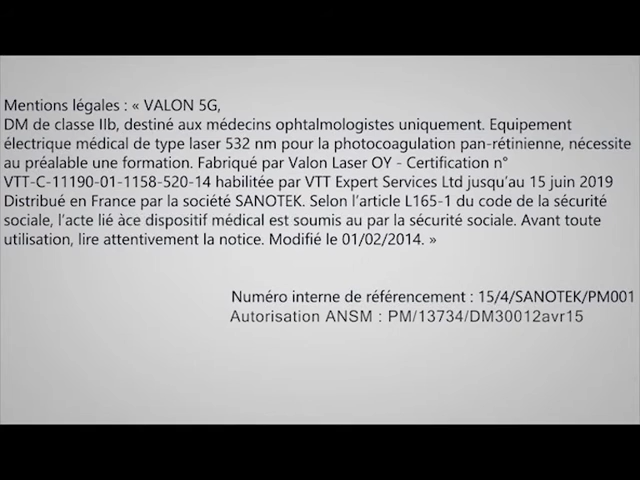 Mentions légales : « VALON 5G,
DM de classe IIb, destiné aux médecins ophtalmologistes uniquement. Equipement
électrique médical de type laser 532 nm pour la photocoagulation pan-rétinienne, nécessite
au préalable une formation. Fabriqué par Valon Laser OY - Certification n°
VTT-C-11190-01-1158-520-14 habilitée par VTT Expert Services Ltd jusqu’au 15 juin 2019
Distribué en France par la société SANOTEK. Selon l’article L165-1 du code de la sécurité
sociale, l’acte lié àce dispositif médical est soumis au par la sécurité sociale. Avant toute
utilisation, lire attentivement la notice. Modifié le 01/02/2014. »
Numéro interne de référencement : 15/4/SANOTEK/PM001
Autorisation ANSM : PM/13734/DM30012avr15